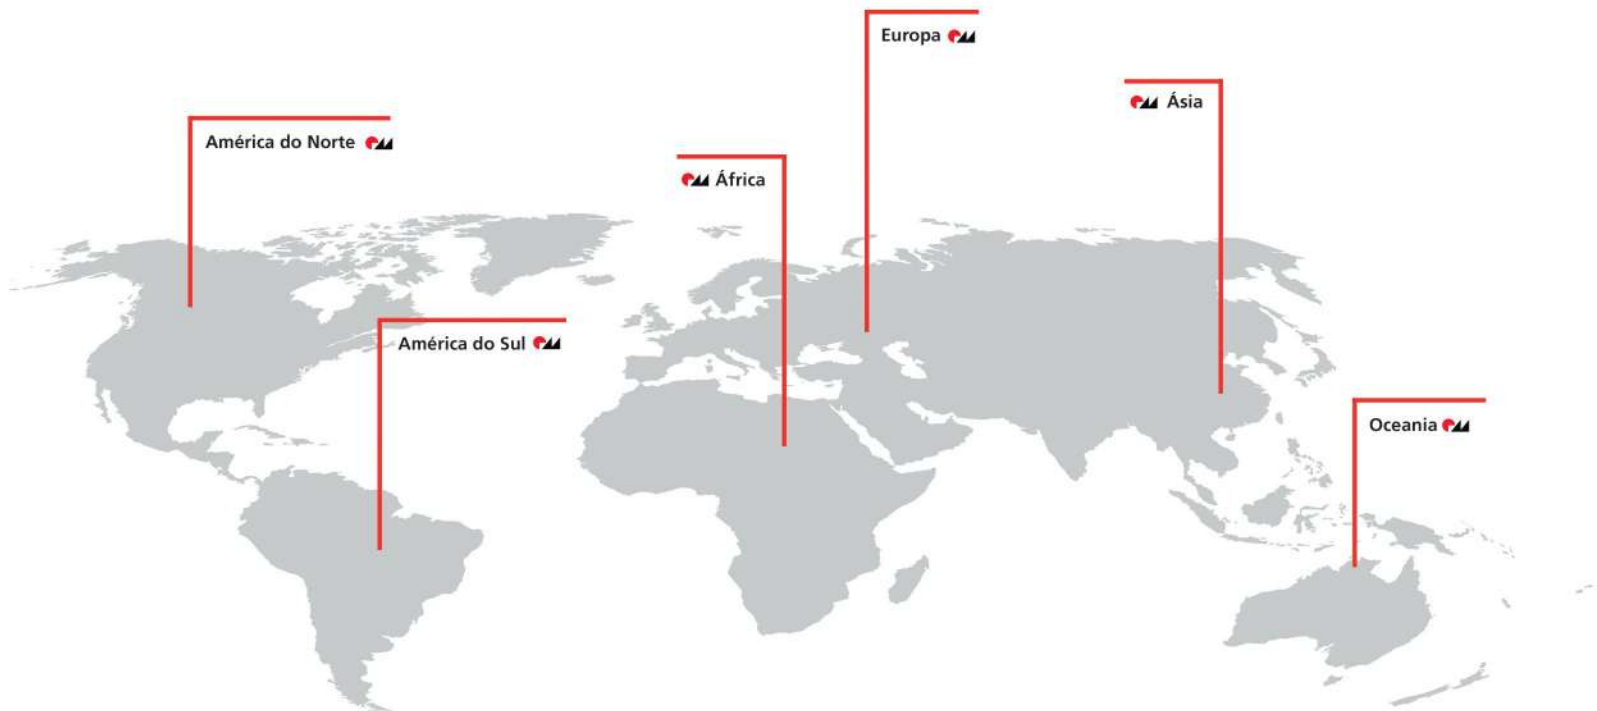 Europa
Ásia
América do Norte
África
América do Sul
Oceania